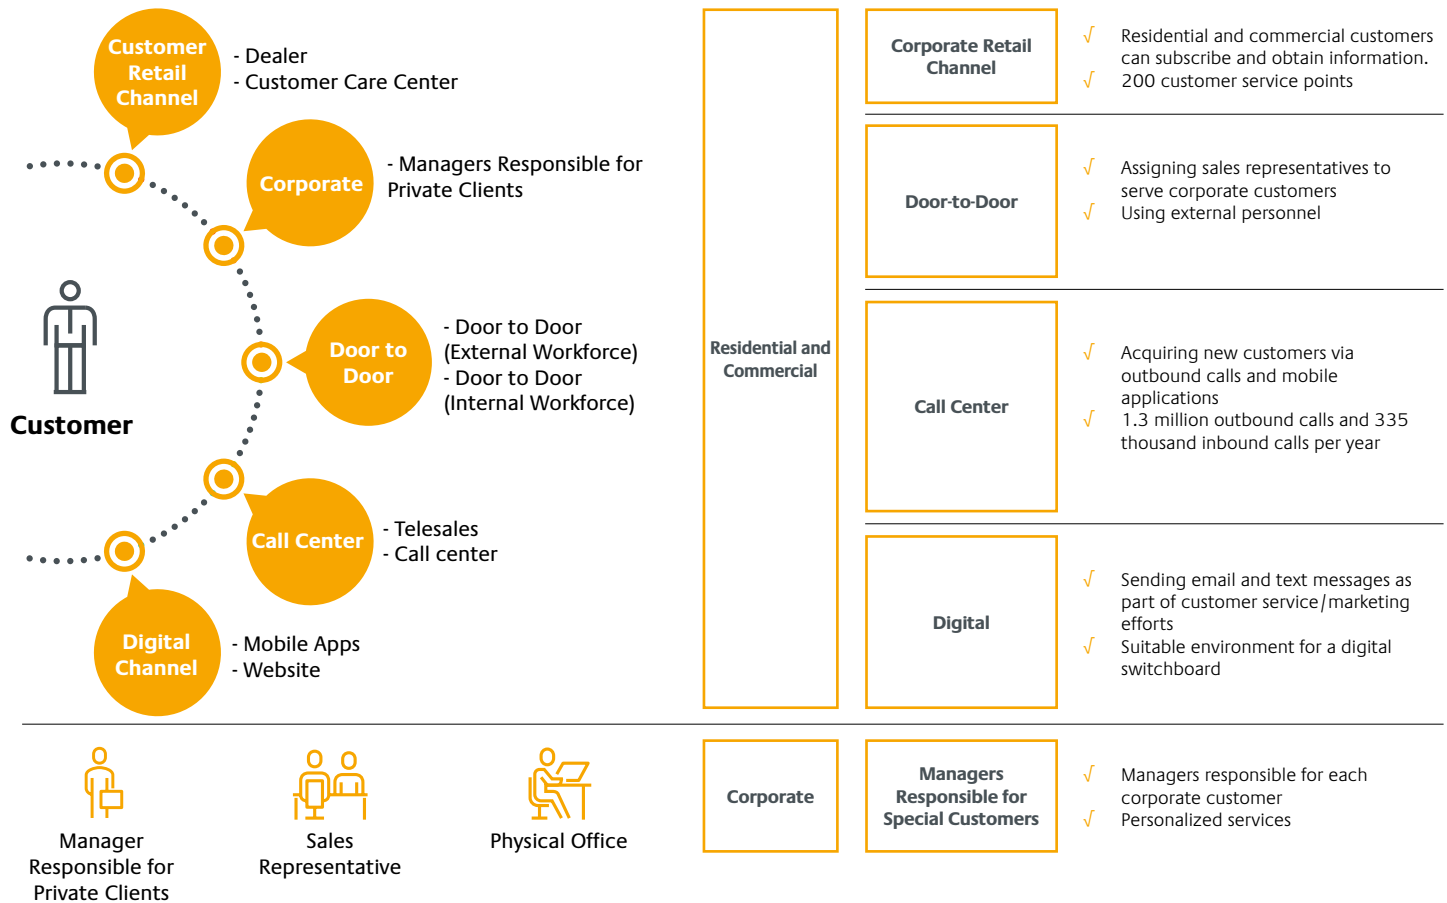 Customer
Retail
Channel
- Dealer
- Customer Care Center
Corporate
- Managers Responsible for
Private Clients
Door to
Door
- Door to Door
(External Workforce)
- Door to Door
(Internal Workforce)
Customer
Call Center
- Telesales
- Call center
Digital
Channel
- Mobile Apps
- Website
Residential and
Commercial
Corporate Retail
Channel
√ Residential and commercial customers
can subscribe and obtain information.
√ 200 customer service points
Door-to-Door
√ Assigning sales representatives to
serve corporate customers
√ Using external personnel
Call Center
√ Acquiring new customers via
outbound calls and mobile
applications
√ 1.3 million outbound calls and 335
thousand inbound calls per year
Digital
√ Sending email and text messages as
part of customer service/marketing
efforts
√ Suitable environment for a digital
switchboard
Manager
Responsible for
Private Clients
Sales
Representative
Physical Office
Corporate
Managers
Responsible for
Special Customers
√ Managers responsible for each
corporate customer
√ Personalized services